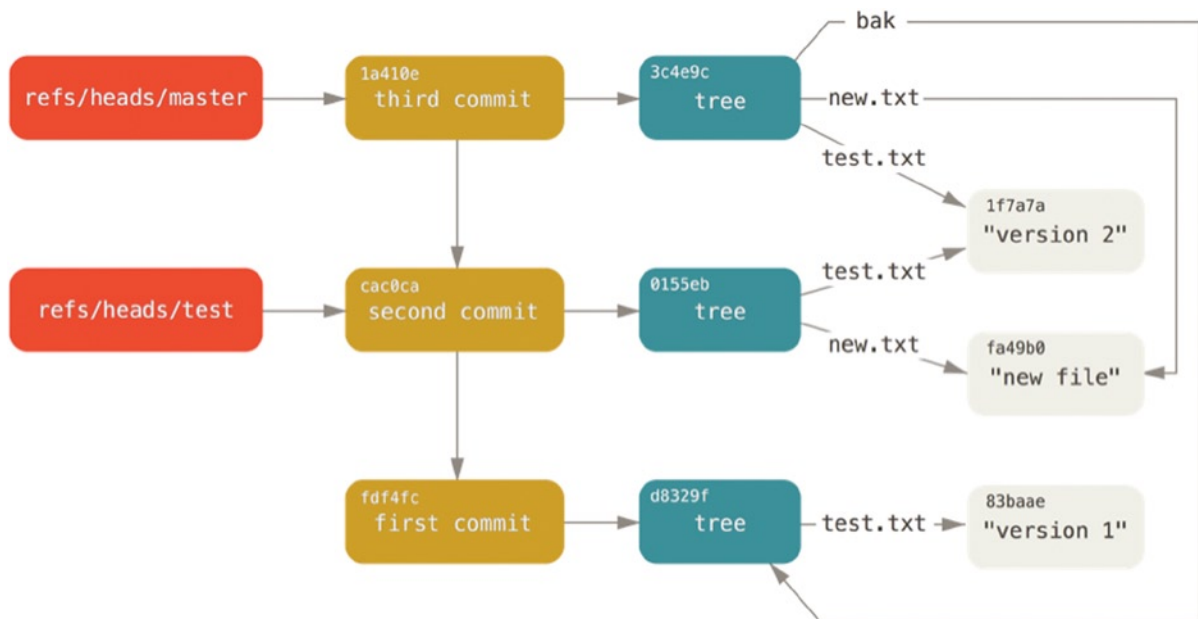 bak
refs/heads/master
1a410e
third commit
3c4e9c
tree
new.txt
test.txt
1f7a7a
"version 2"
refs/heads/test
cac0ca
second commit
0155eb
tree
test.txt
new.txt
fa49b0
"new file"
fdf4fc
first commit
d8329f
tree
test.txt
83baae
"version 1"